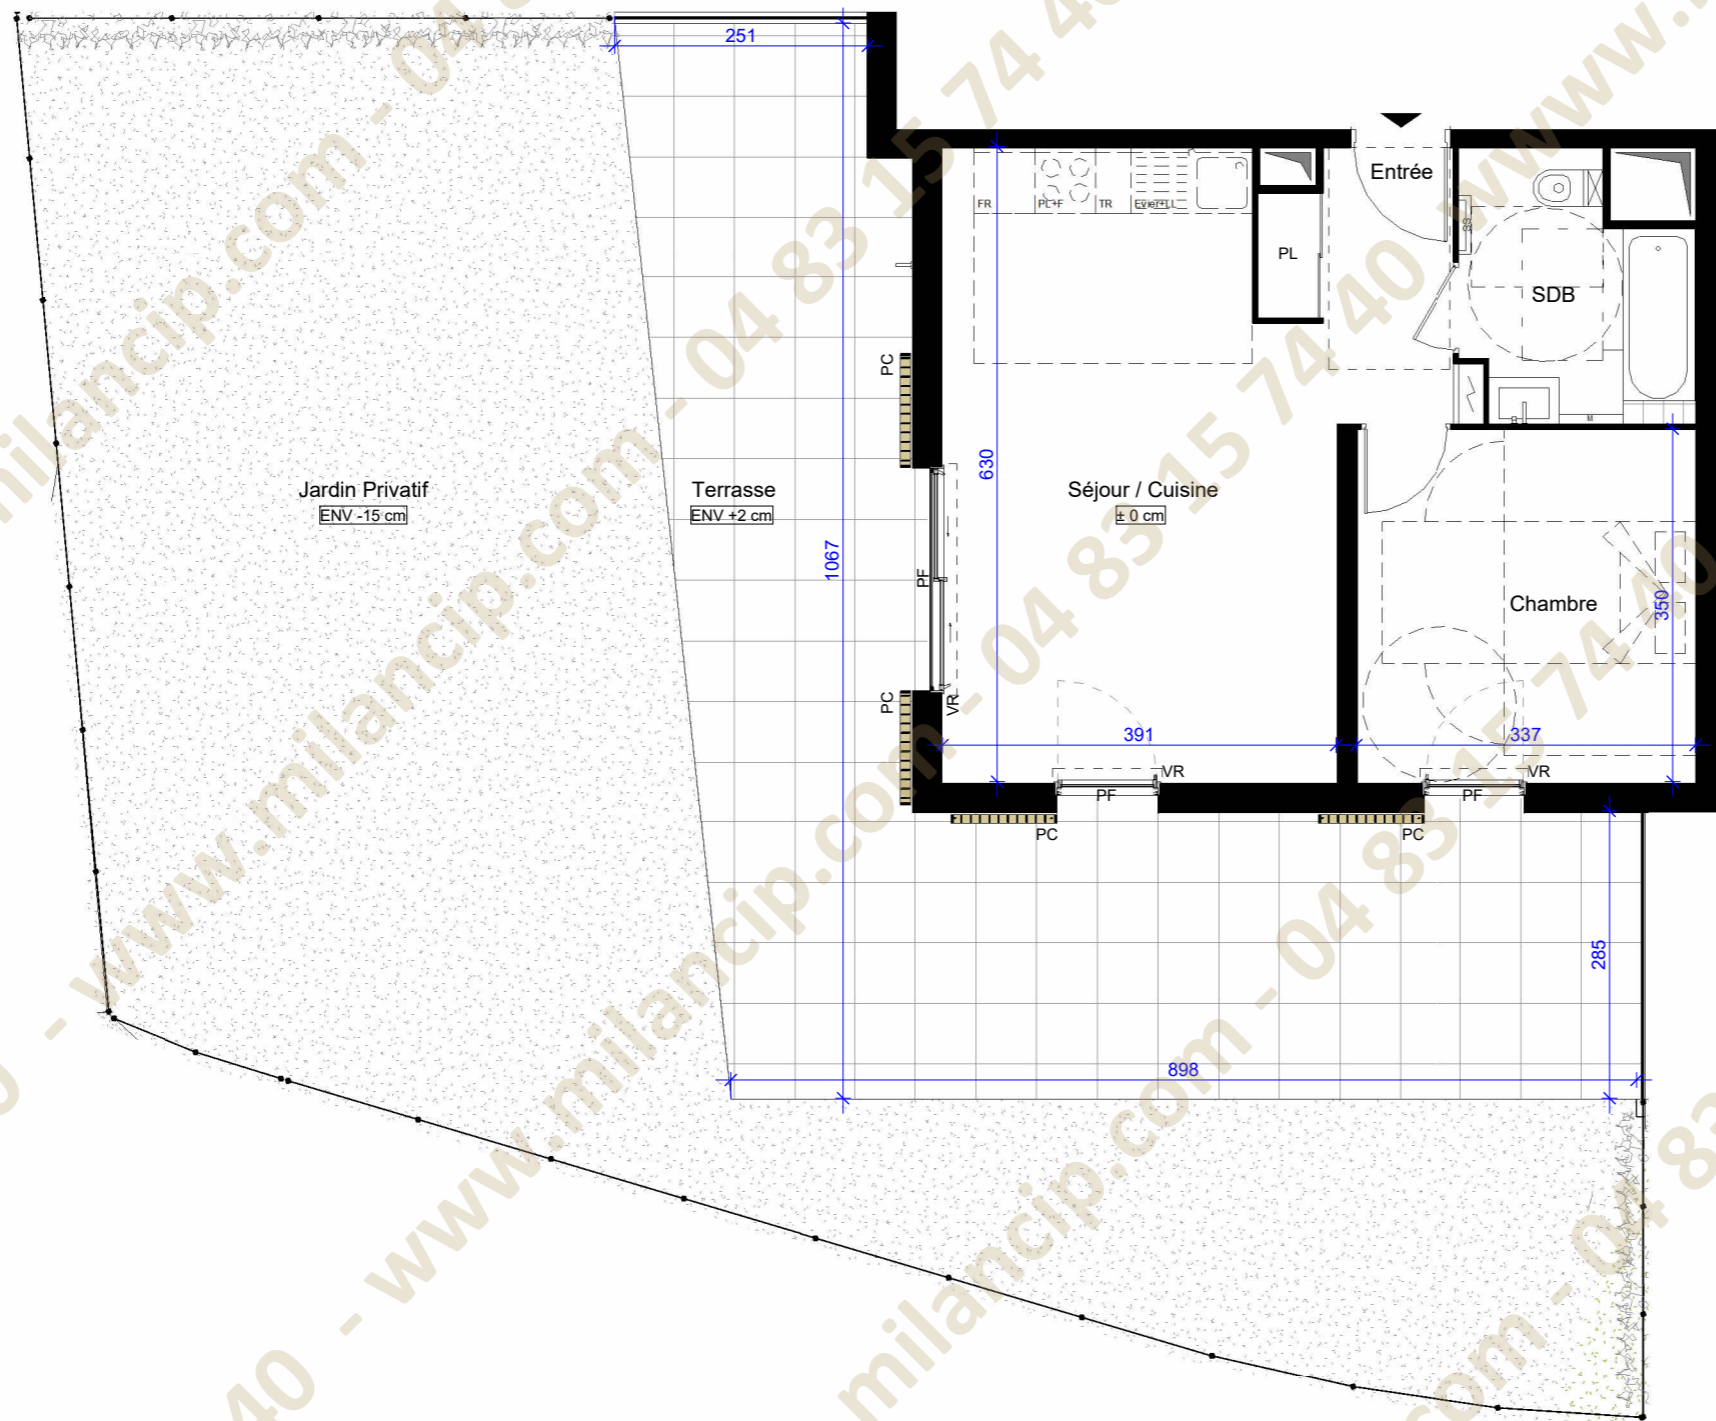 251
Entrée
FR
PL+F
TR
Evier+LL
PL
SDB
PC
Jardin Privatif
ENV -15 cm
Terrasse
ENV +2 cm
630
Séjour / Cuisine
± 0 cm
1067
PF
Chambre
350
PC
VR
391
337
VR
VR
PF
PF
PC
PC
285
898
M
www.milancip.com - 04 83 15 74 40